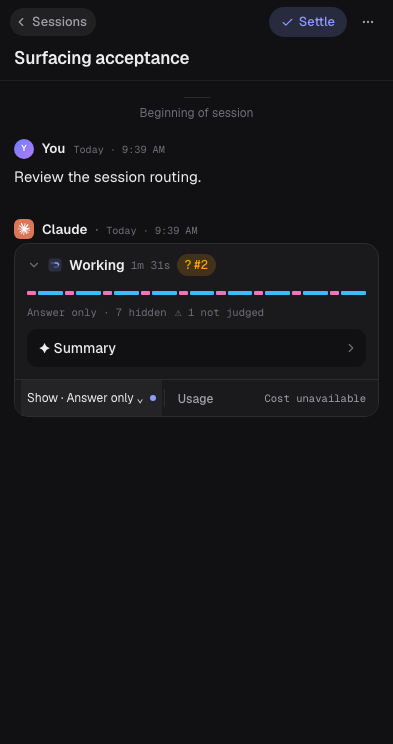 Sessions
Settle
Surfacing acceptance
Beginning of session
Y You Today · 9:39 AM
Review the session routing.
Claude · Today · 9:39 AM
Working 1m 31s ? #2
Answer only · 7 hidden ⚠ 1 not judged
Summary
Show · Answer only
Usage
Cost unavailable